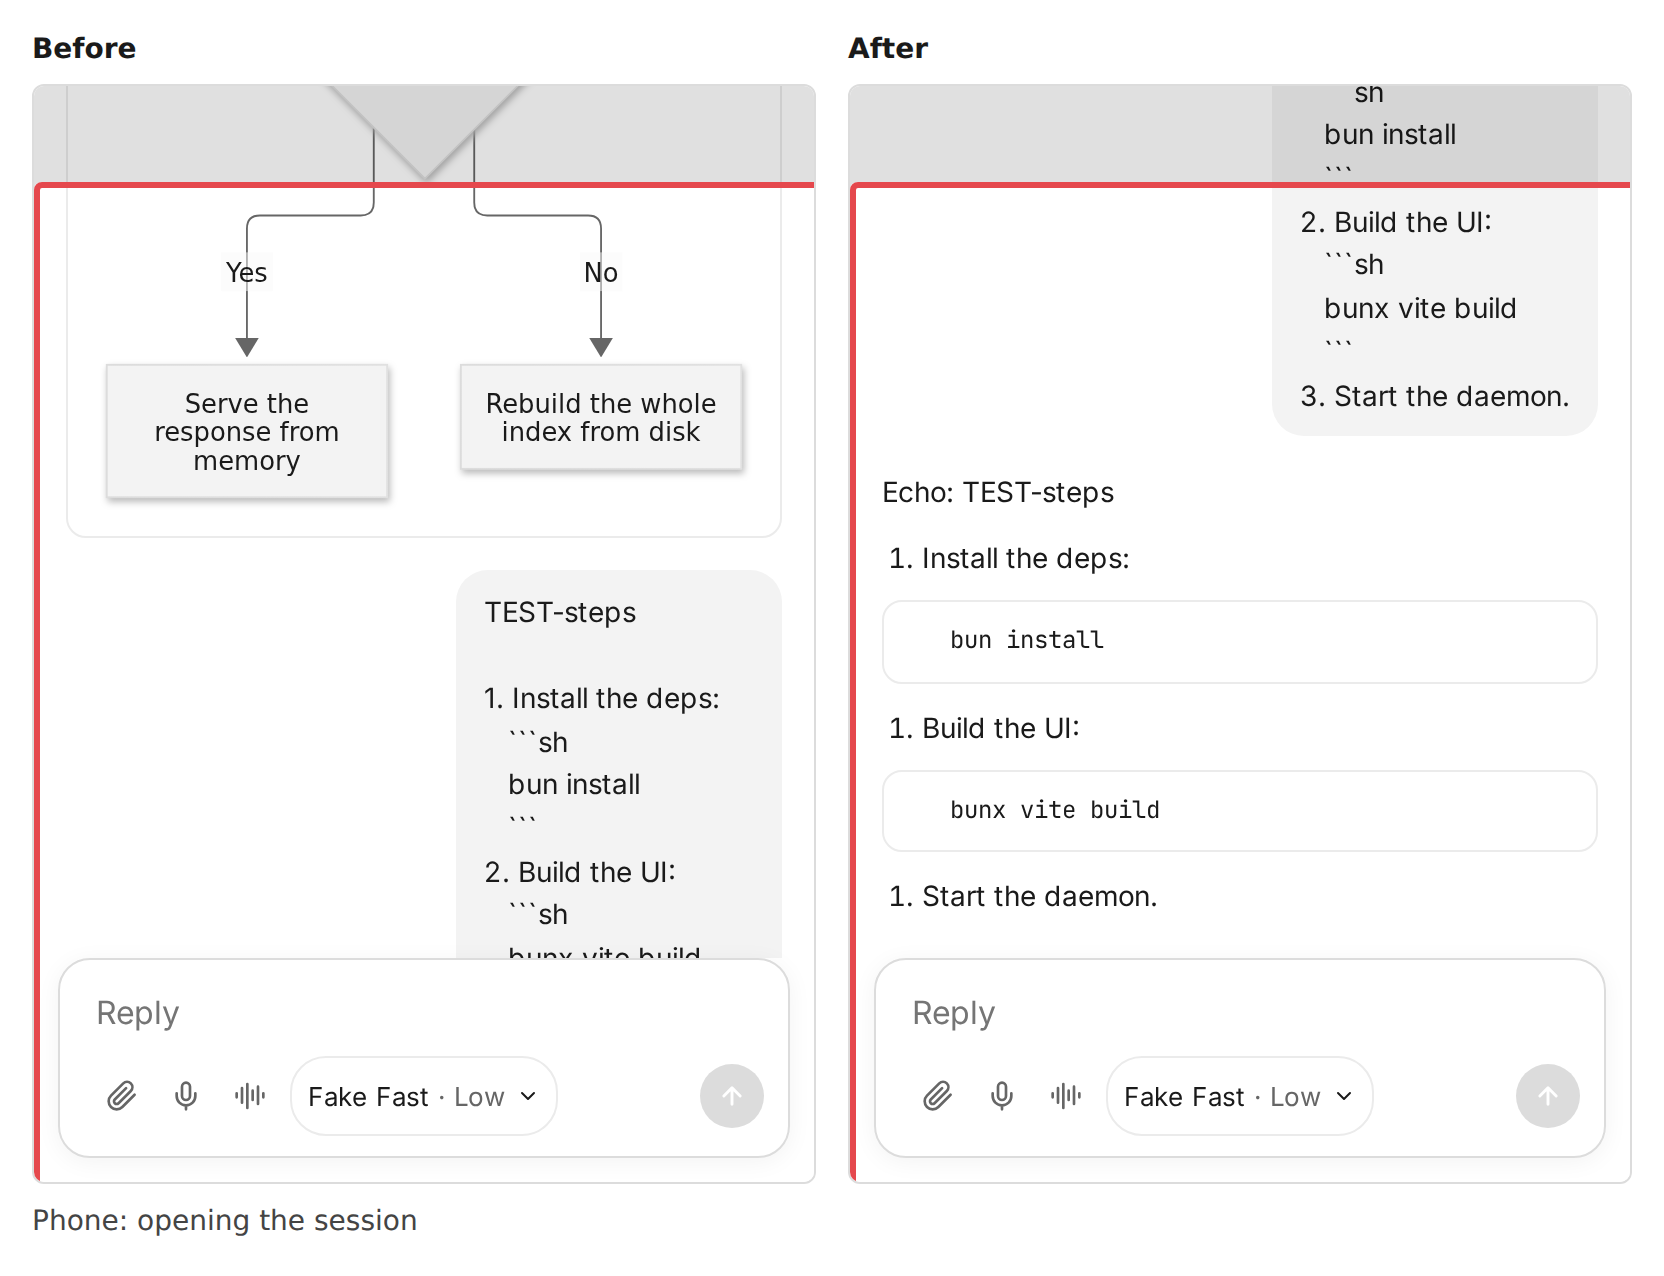 Before
Yes
No
Serve the
response from
memory
Rebuild the whole
index from disk
TEST-steps
1. Install the deps:
```sh
bun install
```
2. Build the UI:
```sh
bunx vite build
Reply
Fake Fast · Low
After
sh
bun install
```
2. Build the UI:
```sh
bunx vite build
```
3. Start the daemon.
Echo: TEST-steps
1. Install the deps:
bun install
1. Build the UI:
bunx vite build
1. Start the daemon.
Reply
Fake Fast · Low
Phone: opening the session